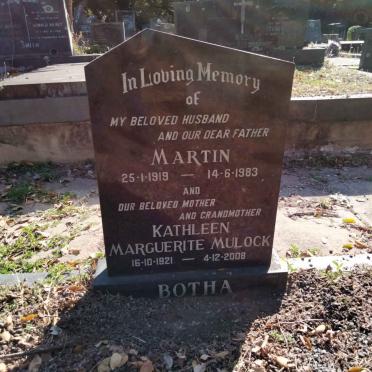 SMITH
In Loving Memory
of
MY BELOVED HUSBAND
AND OUR DEAR FATHER
MARTIN
25-1-1919 — 14-6-1983
AND
OUR BELOVED MOTHER
AND GRANDMOTHER
KATHLEEN
MARGUERITE MULOCK
16-10-1921 — 4-12-2008
BOTHA